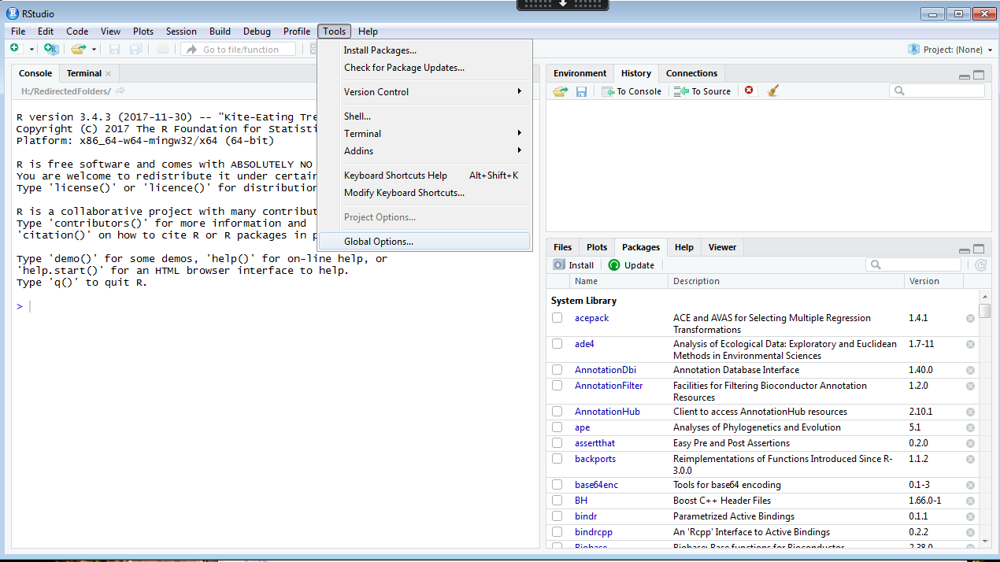 RStudio
File Edit Code View Plots Session Build Debug Profile Tools Help
Go to file/function
Project: (None)
Install Packages...
Check for Package Updates...
Version Control
Shell...
Terminal
Addins
Keyboard Shortcuts Help Alt+Shift+K
Modify Keyboard Shortcuts...
Project Options...
Global Options...
Console Terminal
H:/RedirectedFolders/
R version 3.4.3 (2017-11-30) -- "Kite-Eating Tre
Copyright (C) 2017 The R Foundation for Statisti
Platform: x86_64-w64-mingw32/x64 (64-bit)
R is free software and comes with ABSOLUTELY NO
You are welcome to redistribute it under certain
Type 'license()' or 'licence()' for distribution
R is a collaborative project with many contribut
Type 'contributors()' for more information and
'citation()' on how to cite R or R packages in p
Type 'demo()' for some demos, 'help()' for on-line help, or
'help.start()' for an HTML browser interface to help.
Type 'q()' to quit R.
>
Environment History Connections
To Console To Source
Files Plots Packages Help Viewer
Install Update
Name Description Version
System Library
acepack ACE and AVAS for Selecting Multiple Regression 1.4.1
Transformations
ade4 Analysis of Ecological Data: Exploratory and Euclidean 1.7-11
Methods in Environmental Sciences
AnnotationDbi Annotation Database Interface 1.40.0
AnnotationFilter Facilities for Filtering Bioconductor Annotation 1.2.0
Resources
AnnotationHub Client to access AnnotationHub resources 2.10.1
ape Analyses of Phylogenetics and Evolution 5.1
assertthat Easy Pre and Post Assertions 0.2.0
backports Reimplementations of Functions Introduced Since R- 1.1.2
3.0.0
base64enc Tools for base64 encoding 0.1-3
BH Boost C++ Header Files 1.66.0-1
bindr Parametrized Active Bindings 0.1.1
bindrcpp An 'Rcpp' Interface to Active Bindings 0.2.2
Biobase Biobase: Base functions for Bioconductor 2.38.0